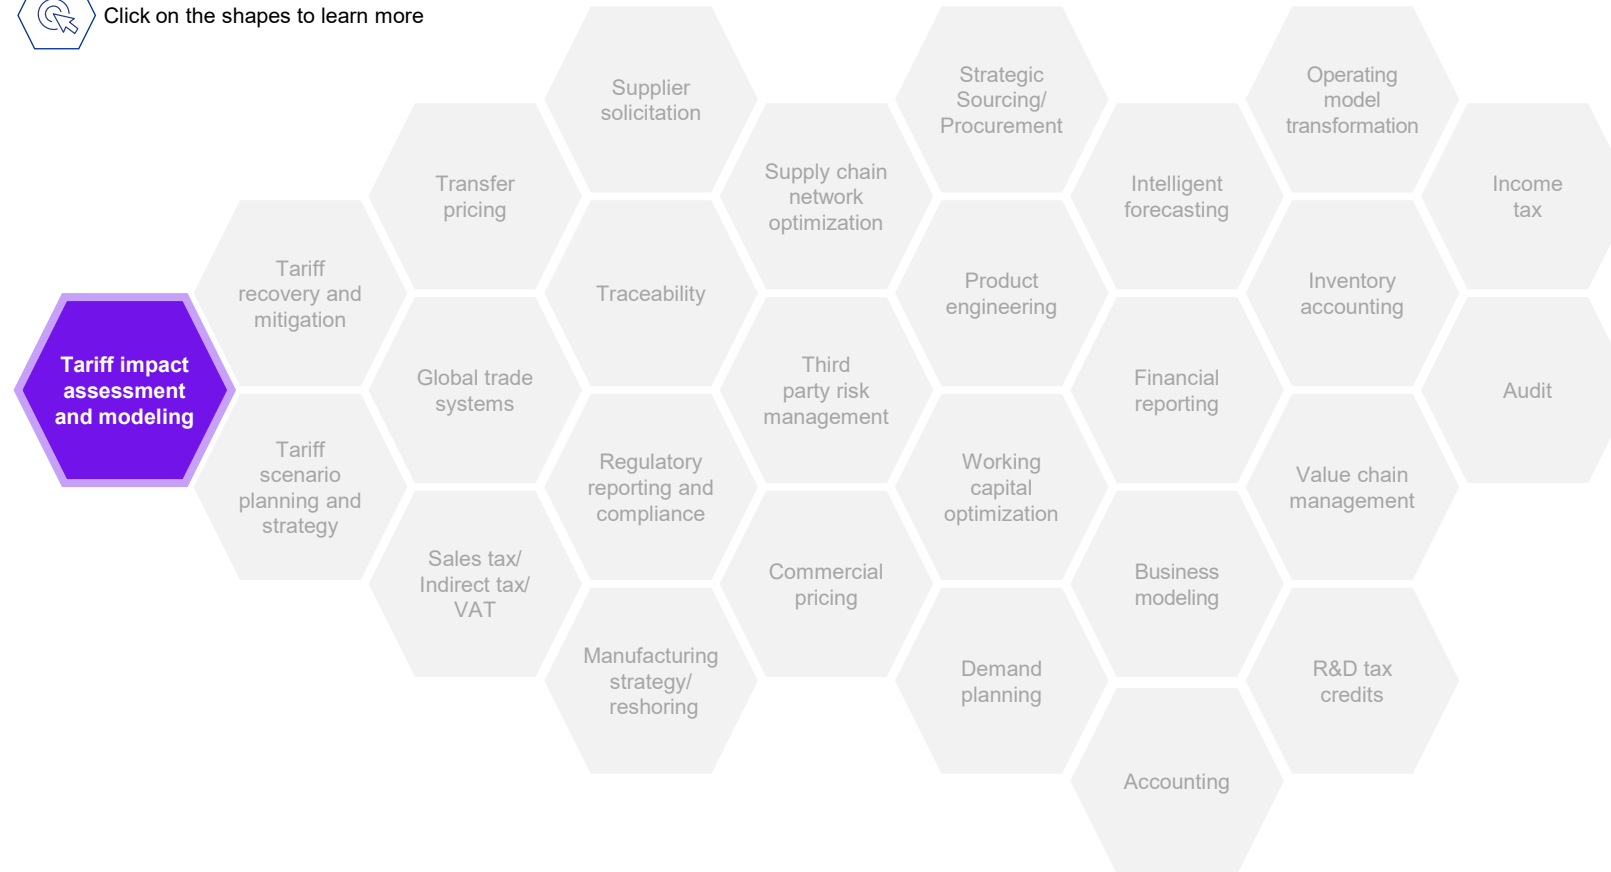 Click on the shapes to learn more
Tariff impact
assessment
and modeling
Tariff
recovery and
mitigation
Tariff
scenario
planning and
strategy
Transfer
pricing
Global trade
systems
Sales tax/
Indirect tax/
VAT
Supplier
solicitation
Traceability
Regulatory
reporting and
compliance
Manufacturing
strategy/
reshoring
Supply chain
network
optimization
Third
party risk
management
Commercial
pricing
Strategic
Sourcing/
Procurement
Product
engineering
Working
capital
optimization
Demand
planning
Intelligent
forecasting
Financial
reporting
Business
modeling
Accounting
Operating
model
transformation
Inventory
accounting
Value chain
management
R&D tax
credits
Income
tax
Audit